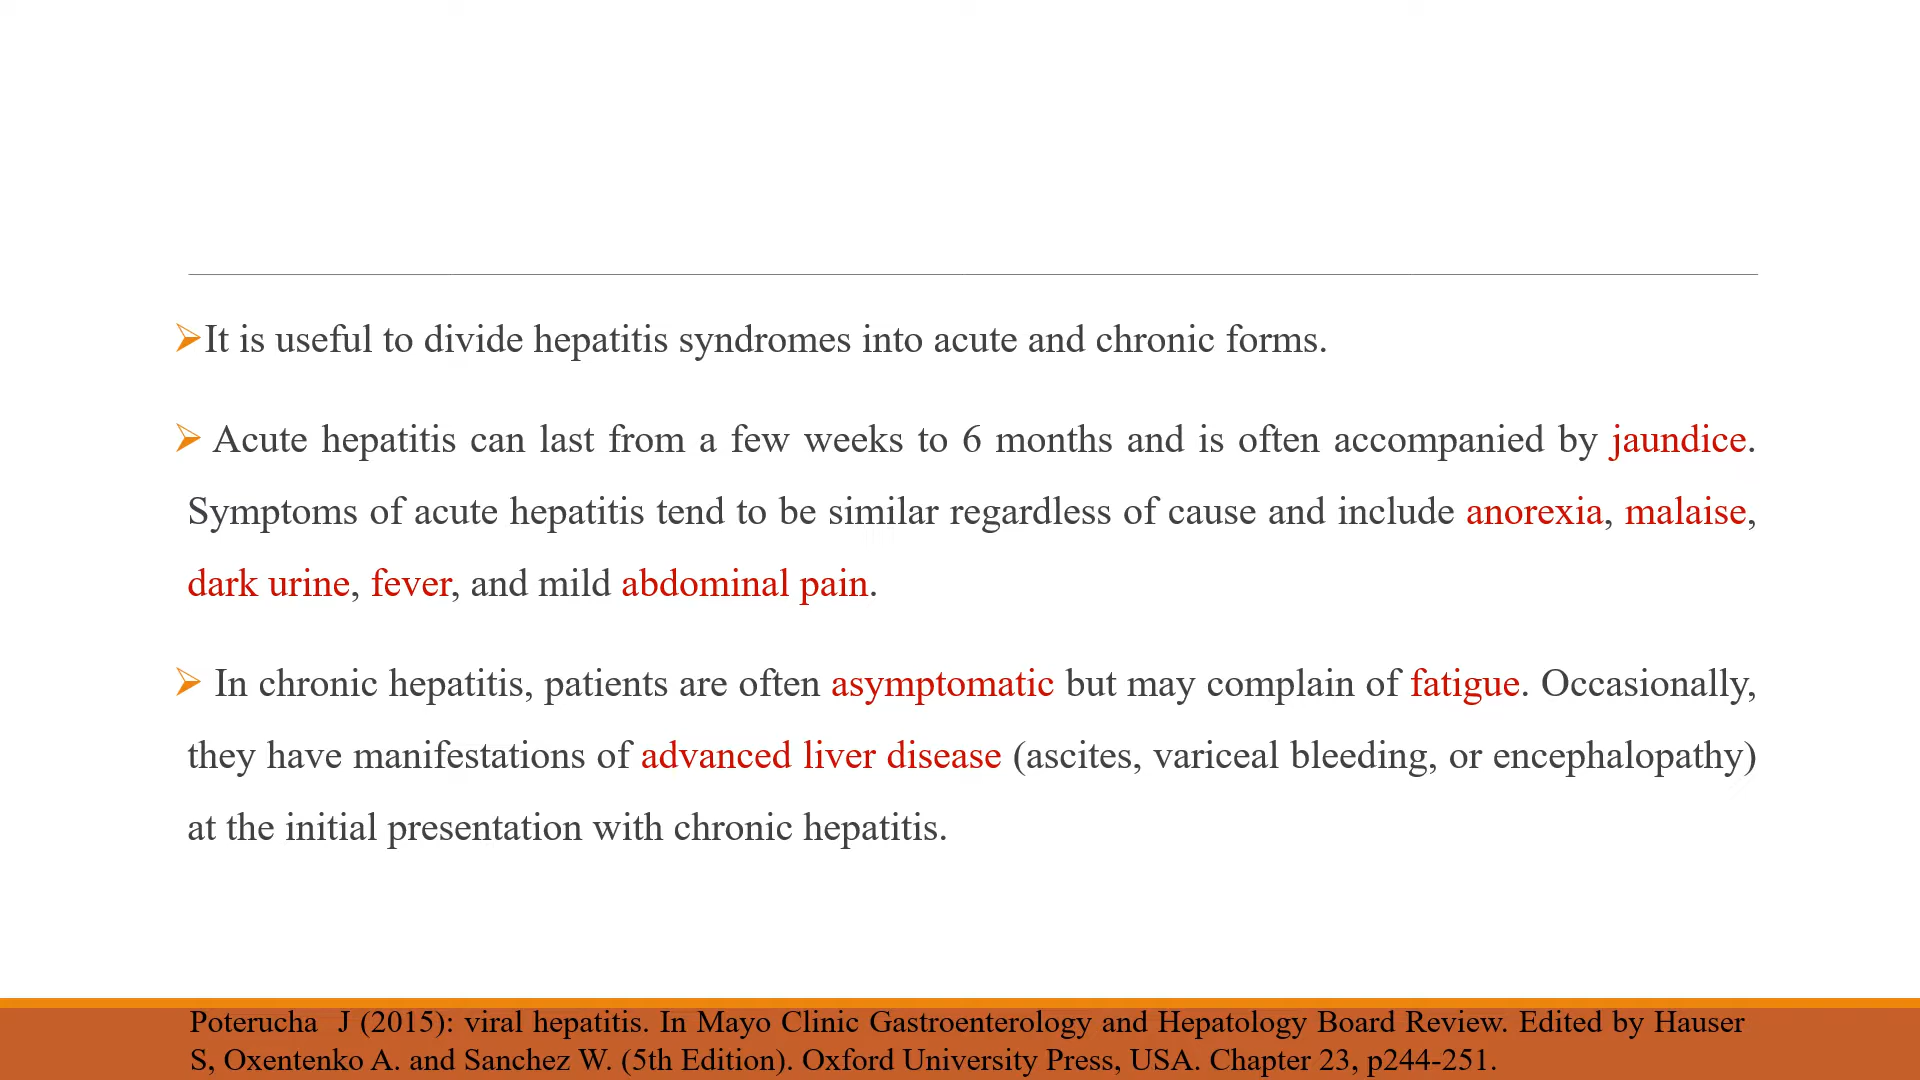 It is useful to divide hepatitis syndromes into acute and chronic forms.
Acute hepatitis can last from a few weeks to 6 months and is often accompanied by jaundice.
Symptoms of acute hepatitis tend to be similar regardless of cause and include anorexia, malaise,
dark urine, fever, and mild abdominal pain.
In chronic hepatitis, patients are often asymptomatic but may complain of fatigue. Occasionally,
they have manifestations of advanced liver disease (ascites, variceal bleeding, or encephalopathy)
at the initial presentation with chronic hepatitis.
Poterucha J (2015): viral hepatitis. In Mayo Clinic Gastroenterology and Hepatology Board Review. Edited by Hauser
S, Oxentenko A. and Sanchez W. (5th Edition). Oxford University Press, USA. Chapter 23, p244-251.